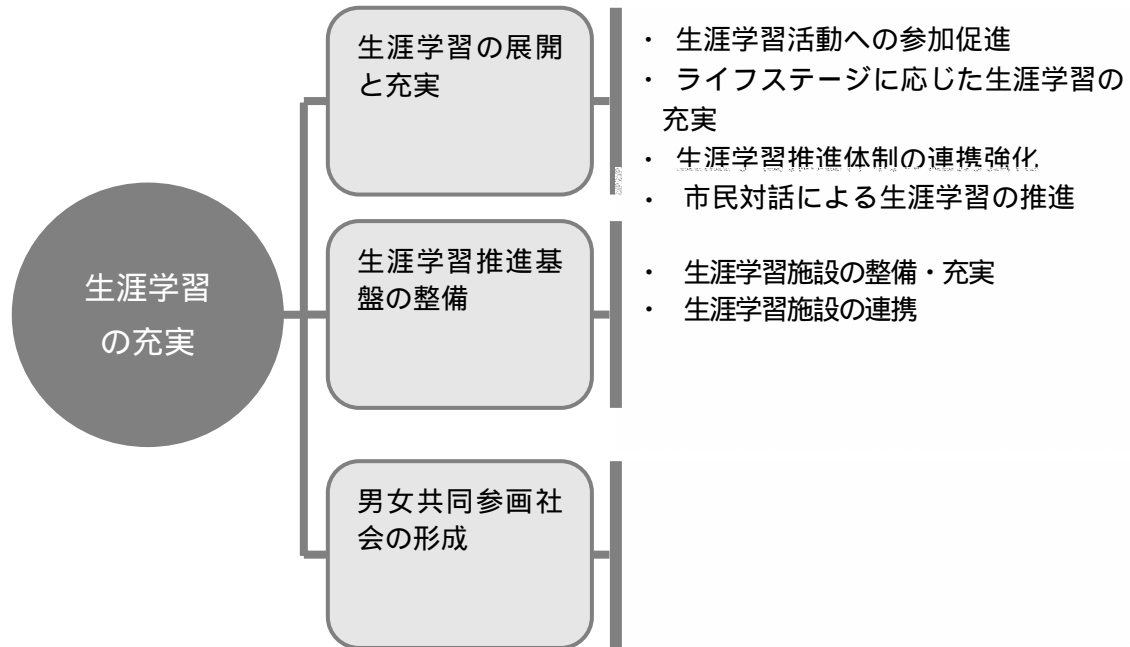 生涯学習
の充実
生涯学習の展開
と充実
・ 生涯学習活動への参加促進
・ ライフステージに応じた生涯学習の
充実
・ 生涯学習推進体制の連携強化
・ 市民対話による生涯学習の推進
生涯学習推進基
盤の整備
・ 生涯学習施設の整備・充実
・ 生涯学習施設の連携
男女共同参画社
会の形成